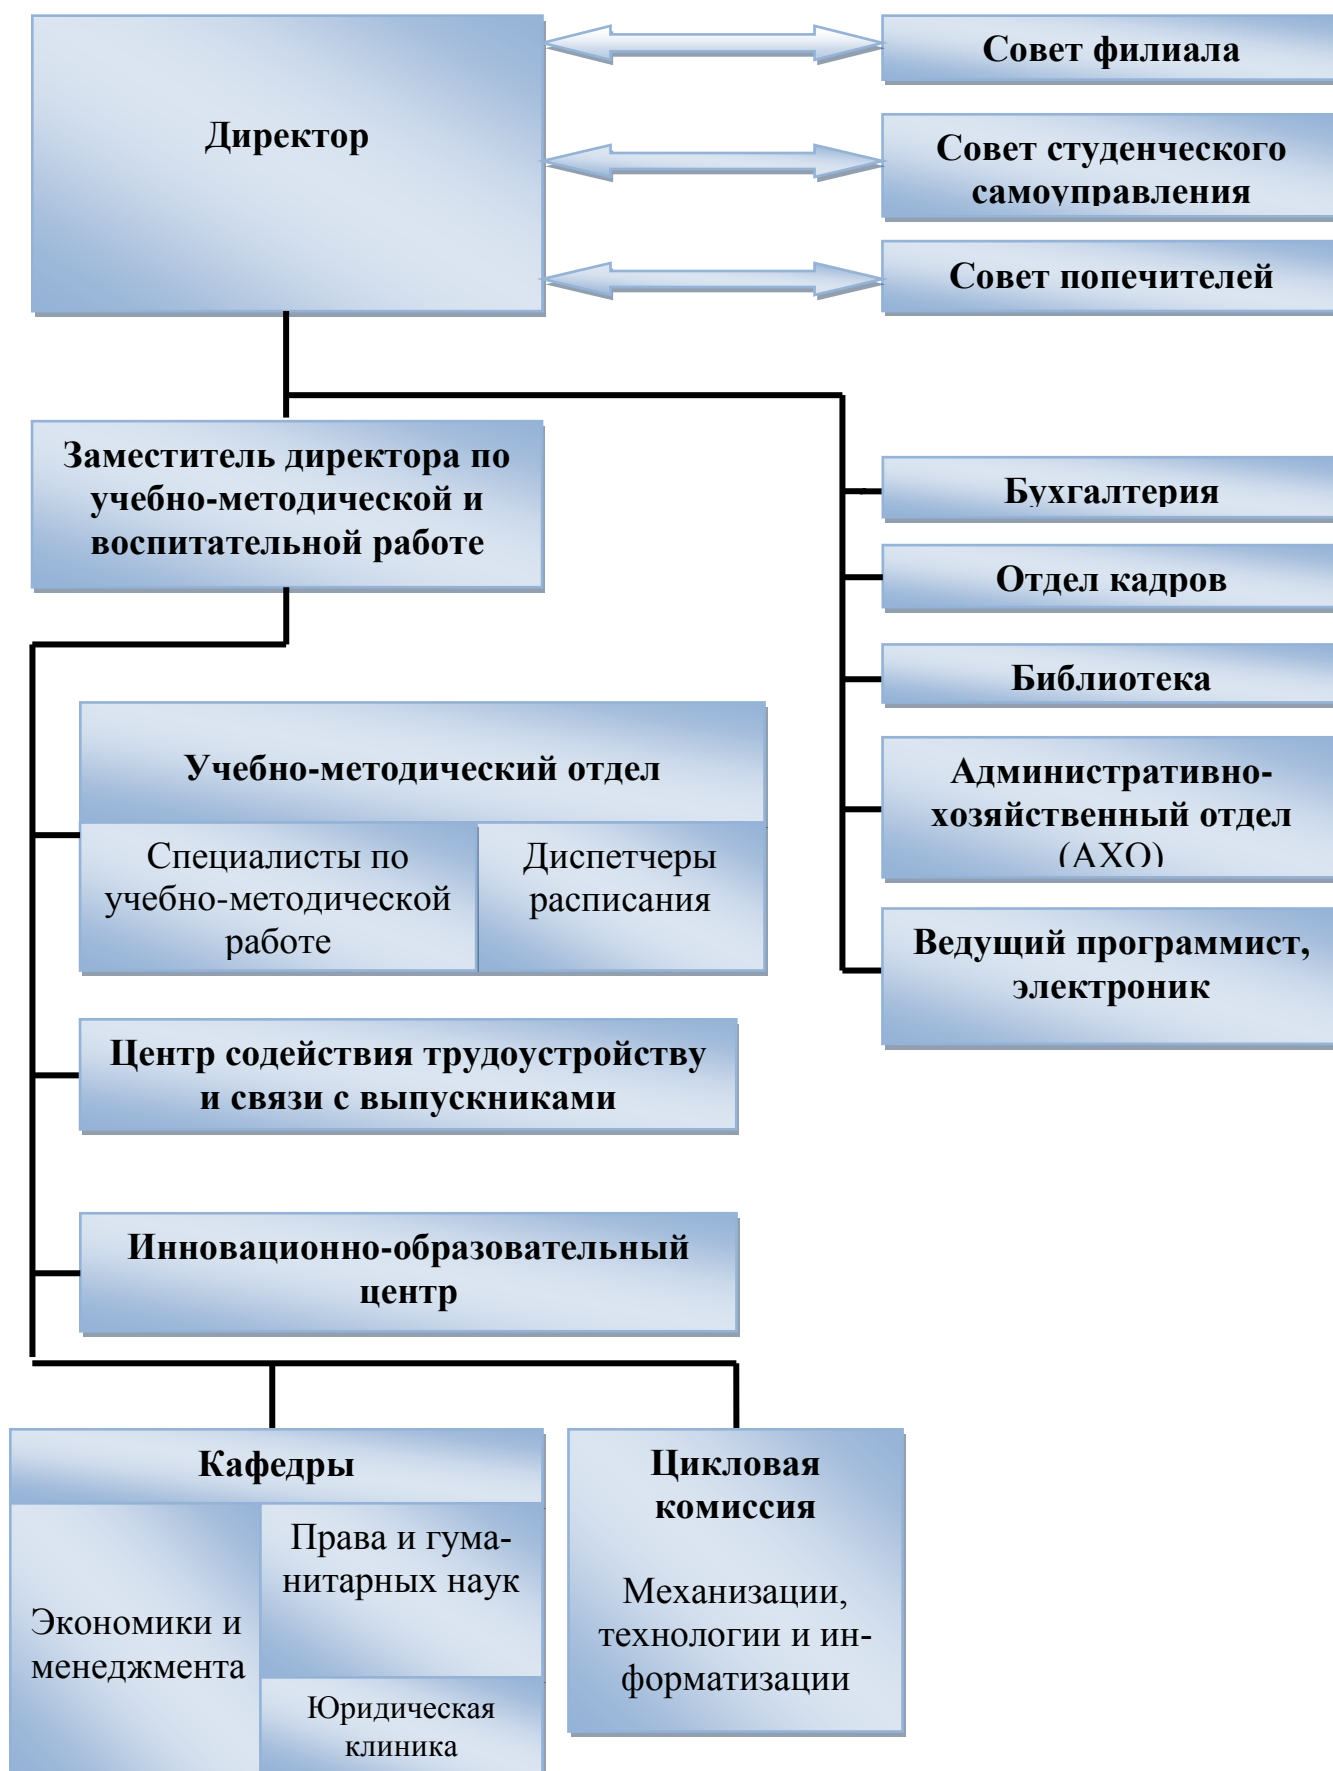 Директор
Совет филиала
Совет студенческого
самоуправления
Совет попечителей
Заместитель директора по
учебно-методической и
воспитательной работе
Бухгалтерия
Отдел кадров
Библиотека
Административно-
хозяйственный отдел
(АХО)
Ведущий программист,
электроник
Учебно-методический отдел
Специалисты по
учебно-методической
работе
Диспетчеры
расписания
Центр содействия трудоустройству
и связи с выпускниками
Инновационно-образовательный
центр
Кафедры
Экономики и
менеджмента
Права и гума-
нитарных наук
Юридическая
клиника
Цикловая
комиссия
Механизации,
технологии и ин-
форматизации